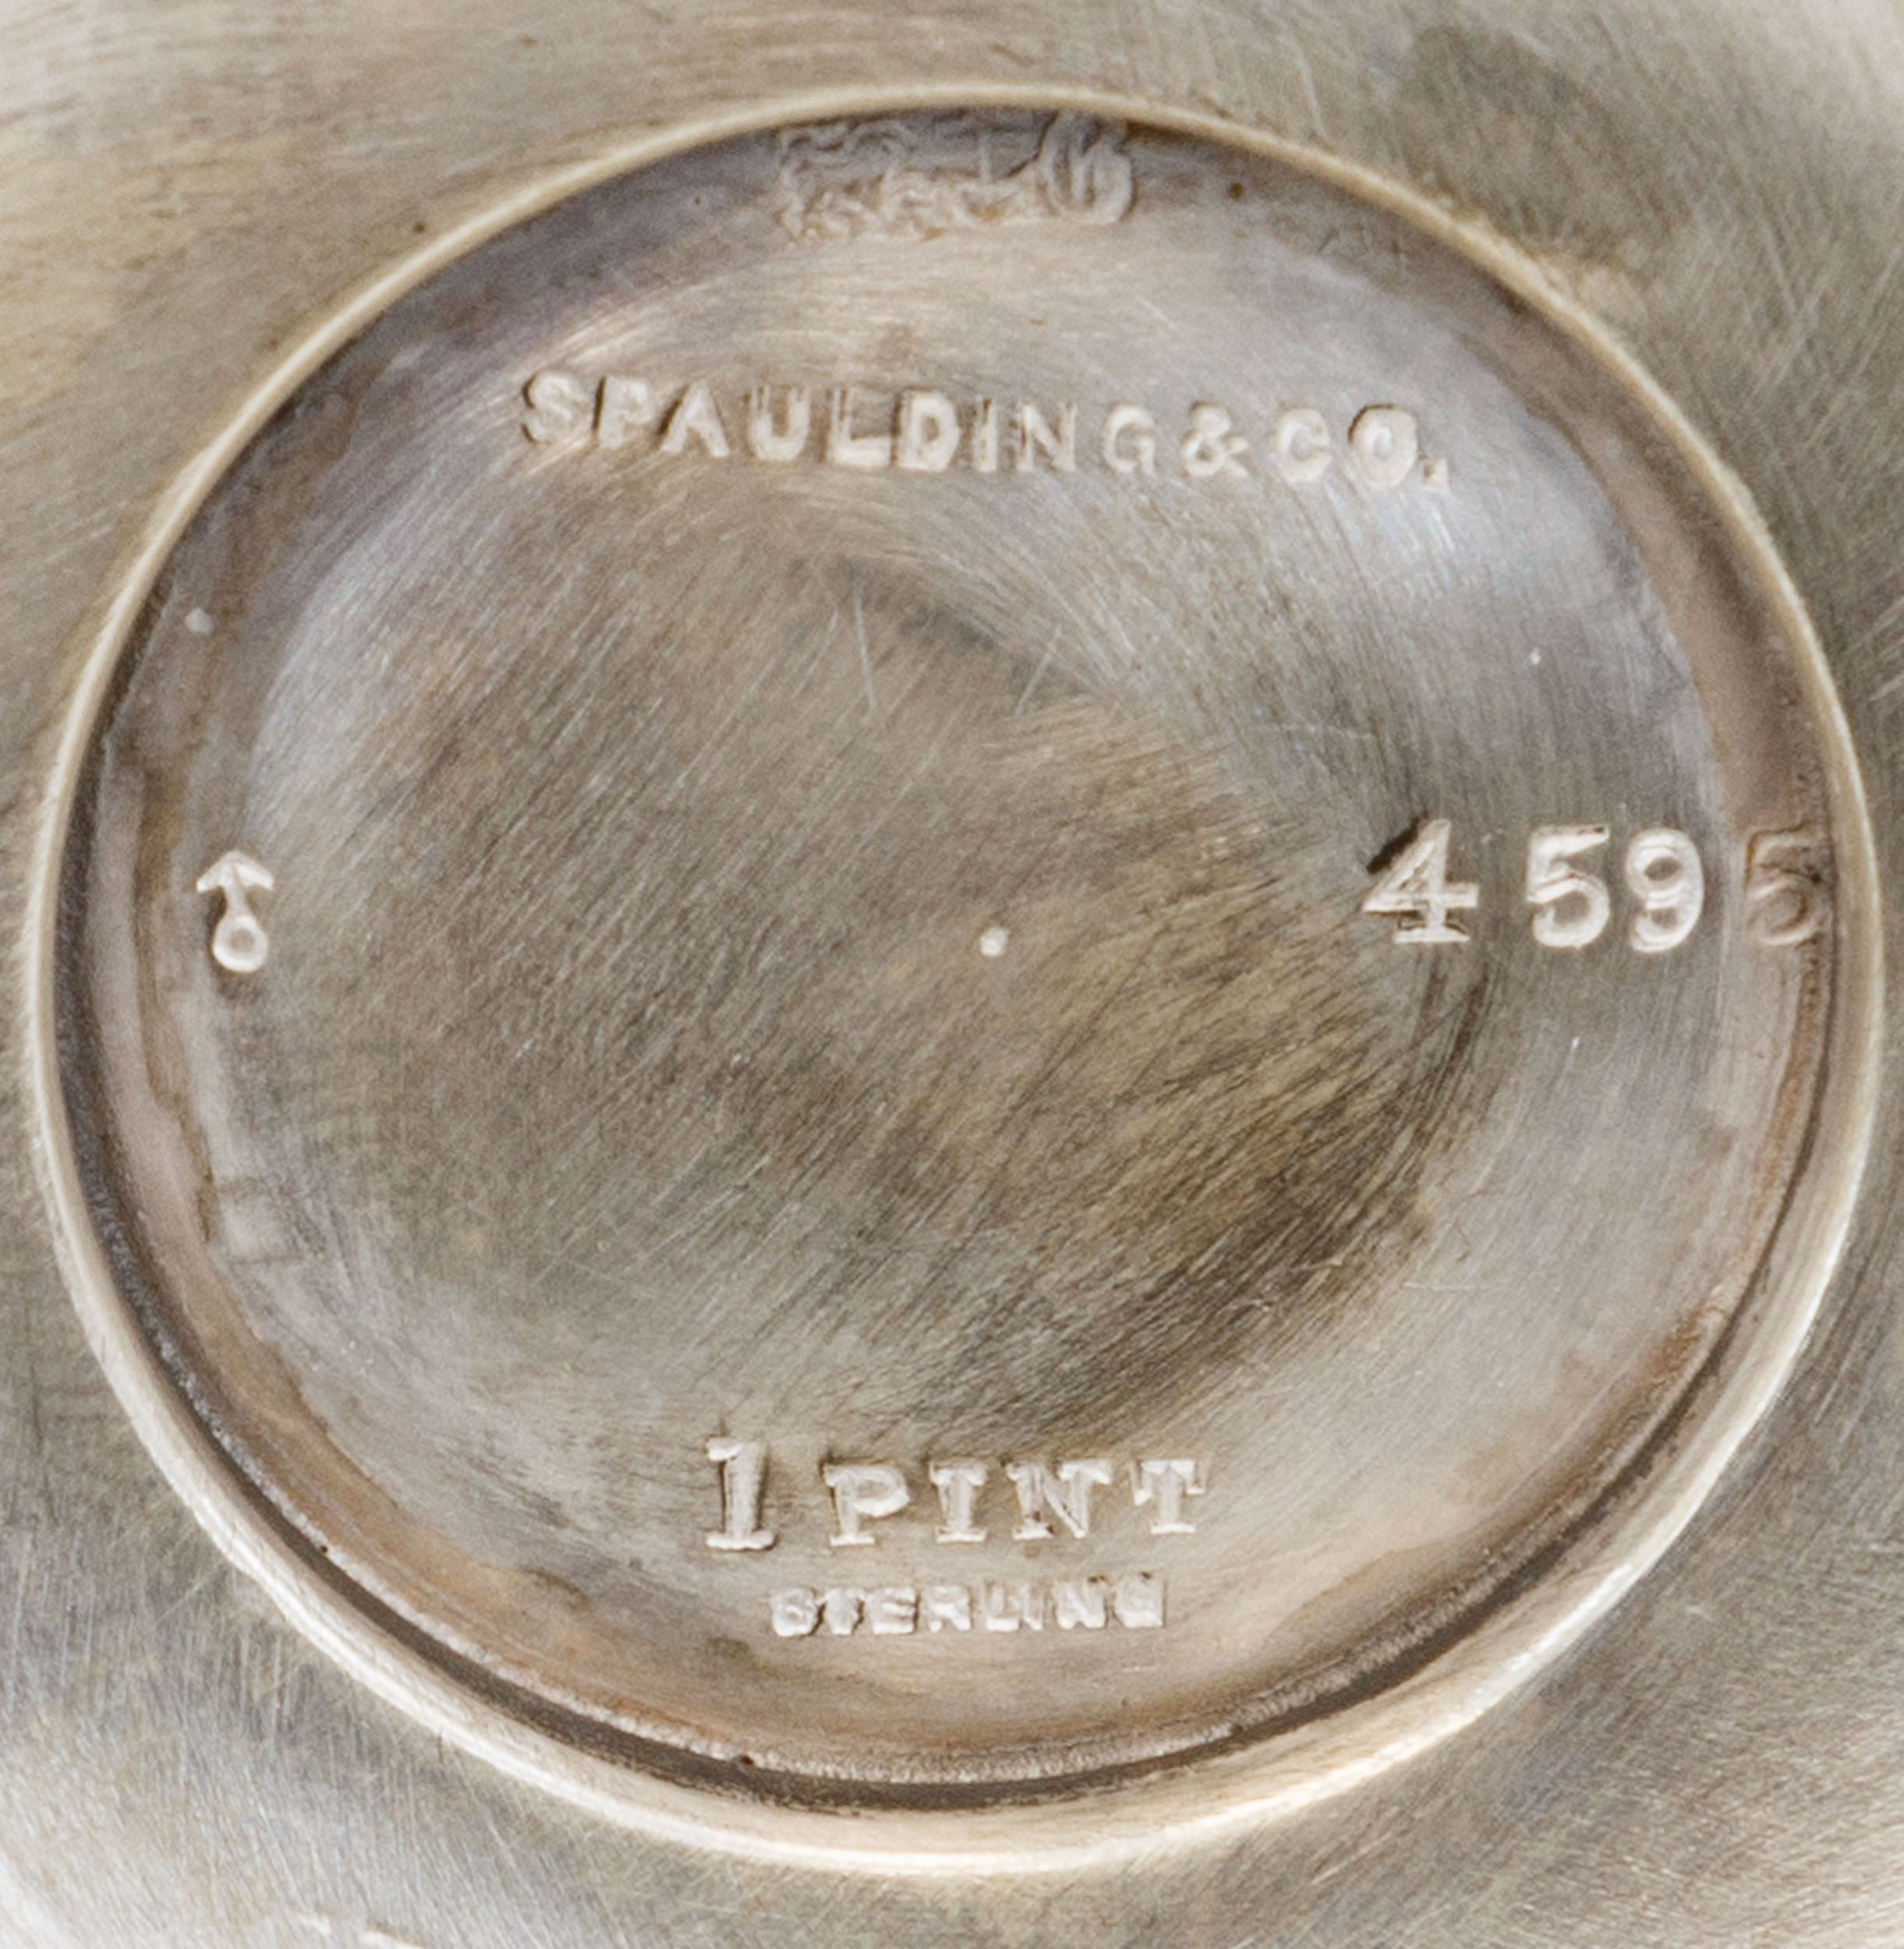 SPAULDING & CO.
4595
1 PINT
STERLING